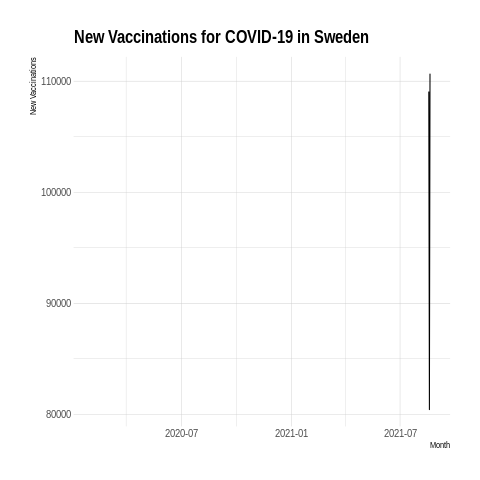 New Vaccinations for COVID-19 in Sweden
New Vaccinations
110000
100000
90000
80000
2020-07
2021-01
2021-07
Month